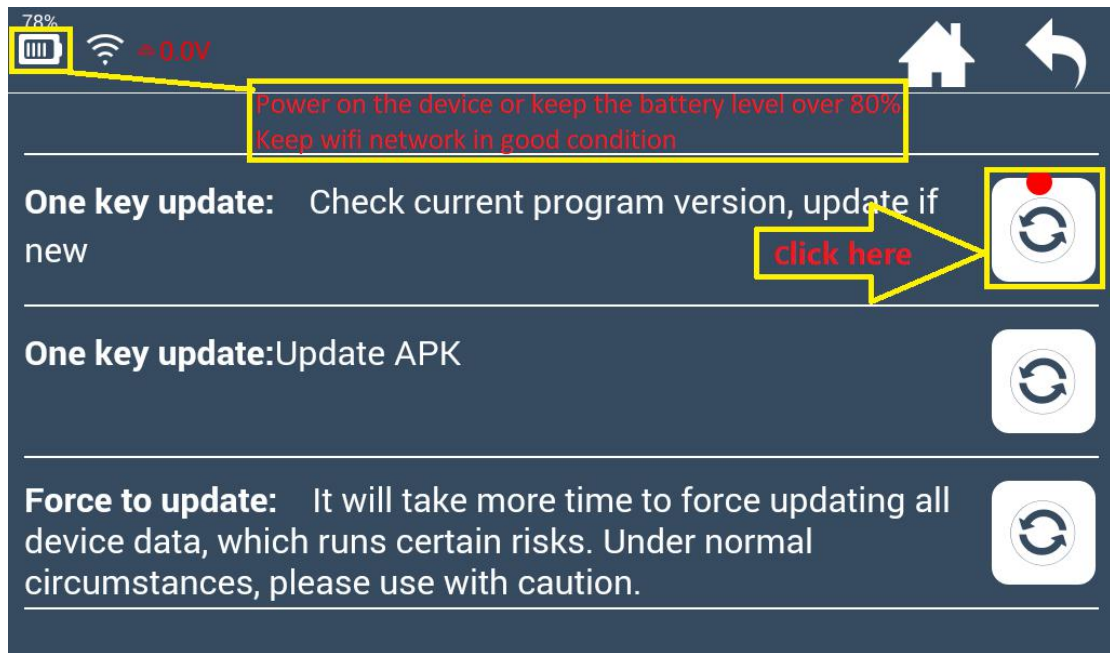 78%
0.0V
Power on the device or keep the battery level over 80%
Keep wifi network in good condition
One key update: Check current program version, update if
new
Click here
One key update:Update APK
Force to update: It will take more time to force updating all
device data, which runs certain risks. Under normal
circumstances, please use with caution.